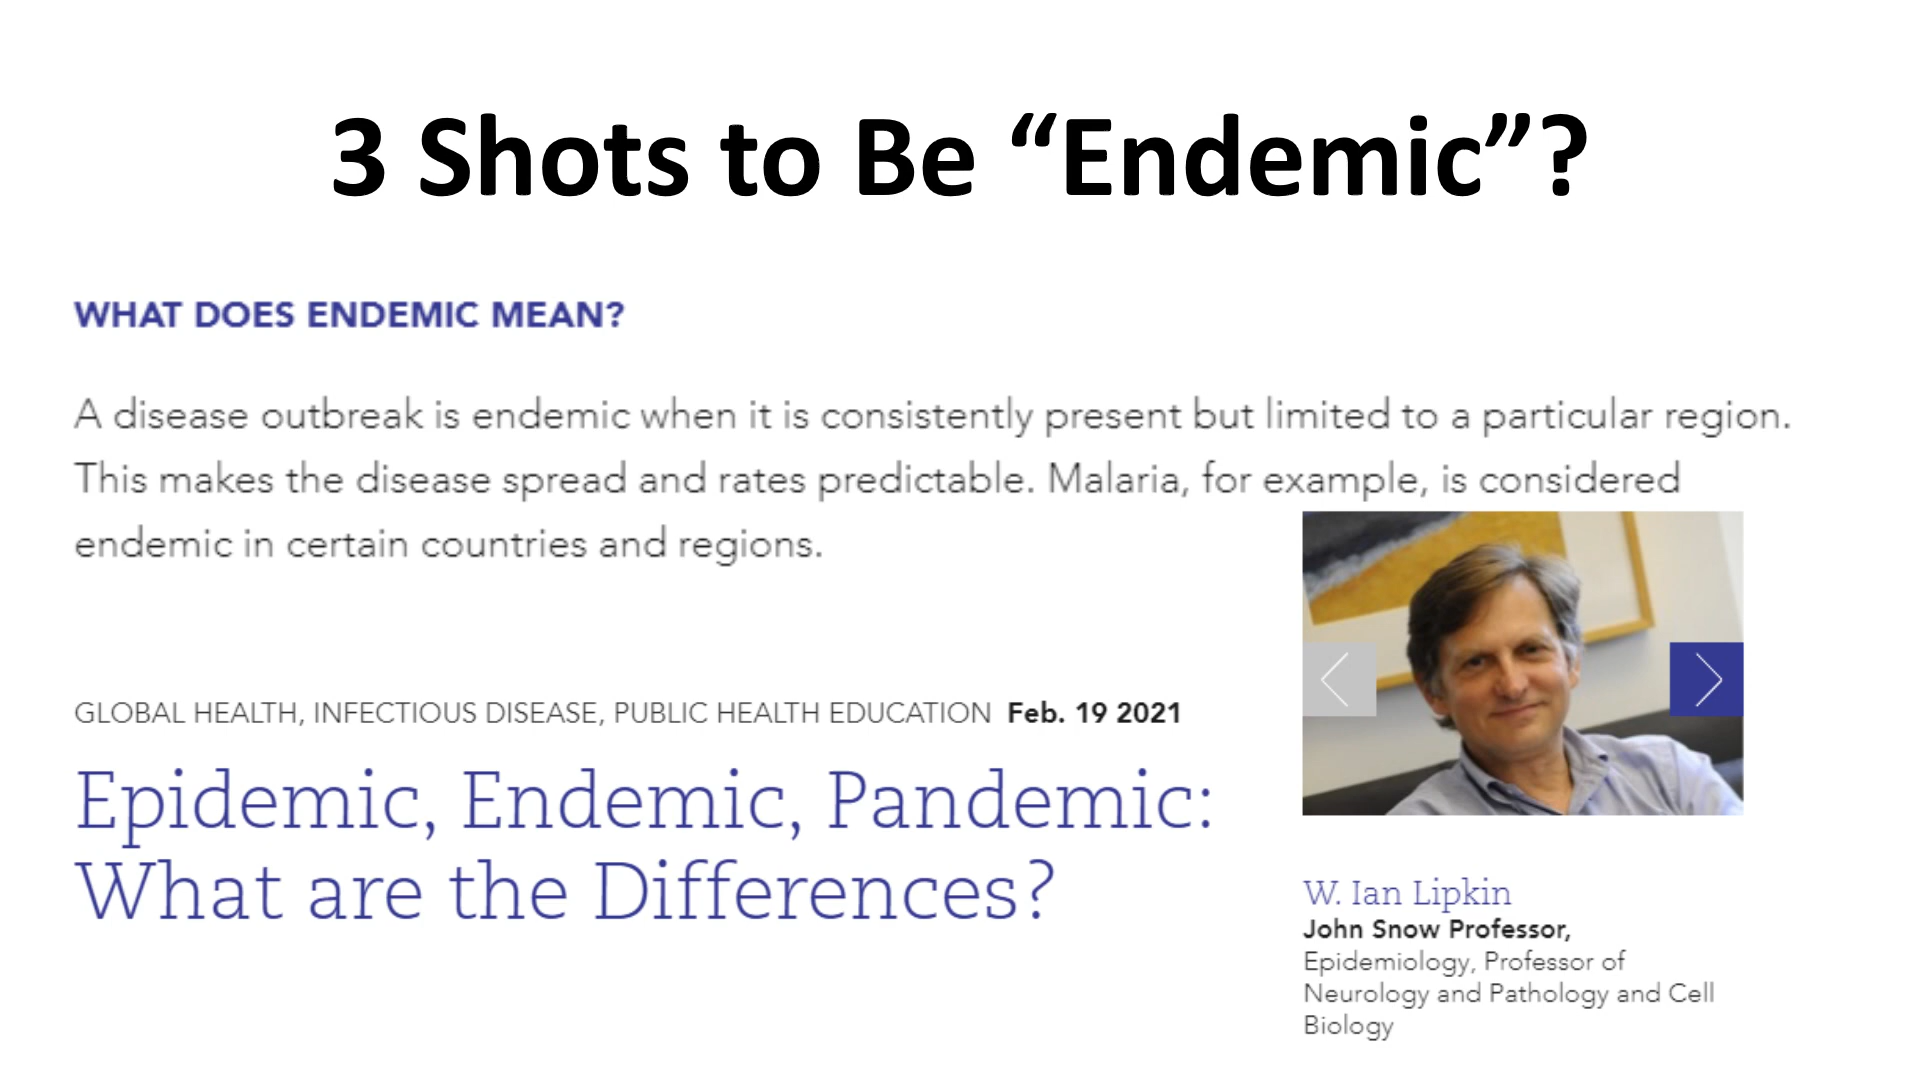 3 Shots to Be “Endemic”?
WHAT DOES ENDEMIC MEAN?
A disease outbreak is endemic when it is consistently present but limited to a particular region.
This makes the disease spread and rates predictable. Malaria, for example, is considered
endemic in certain countries and regions.
GLOBAL HEALTH, INFECTIOUS DISEASE, PUBLIC HEALTH EDUCATION Feb. 19 2021
Epidemic, Endemic, Pandemic:
What are the Differences?
W. Ian Lipkin
John Snow Professor,
Epidemiology, Professor of
Neurology and Pathology and Cell
Biology